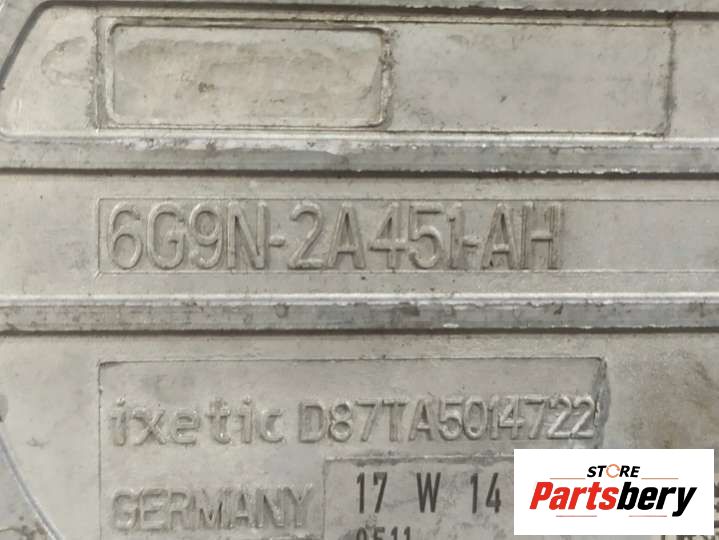 6G9N-2A451-AH
ixetic D87TA5014722
GERMANY 17 W 14
STORE
Partsbery